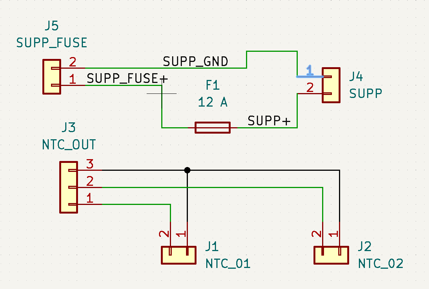 J5
SUPP_FUSE
2
SUPP_GND
1
SUPP_FUSE+
F1
12 A
SUPP+
1
2
J4
SUPP
J3
NTC_OUT
3
2
1
2
1
J1
NTC_01
2
1
J2
NTC_02